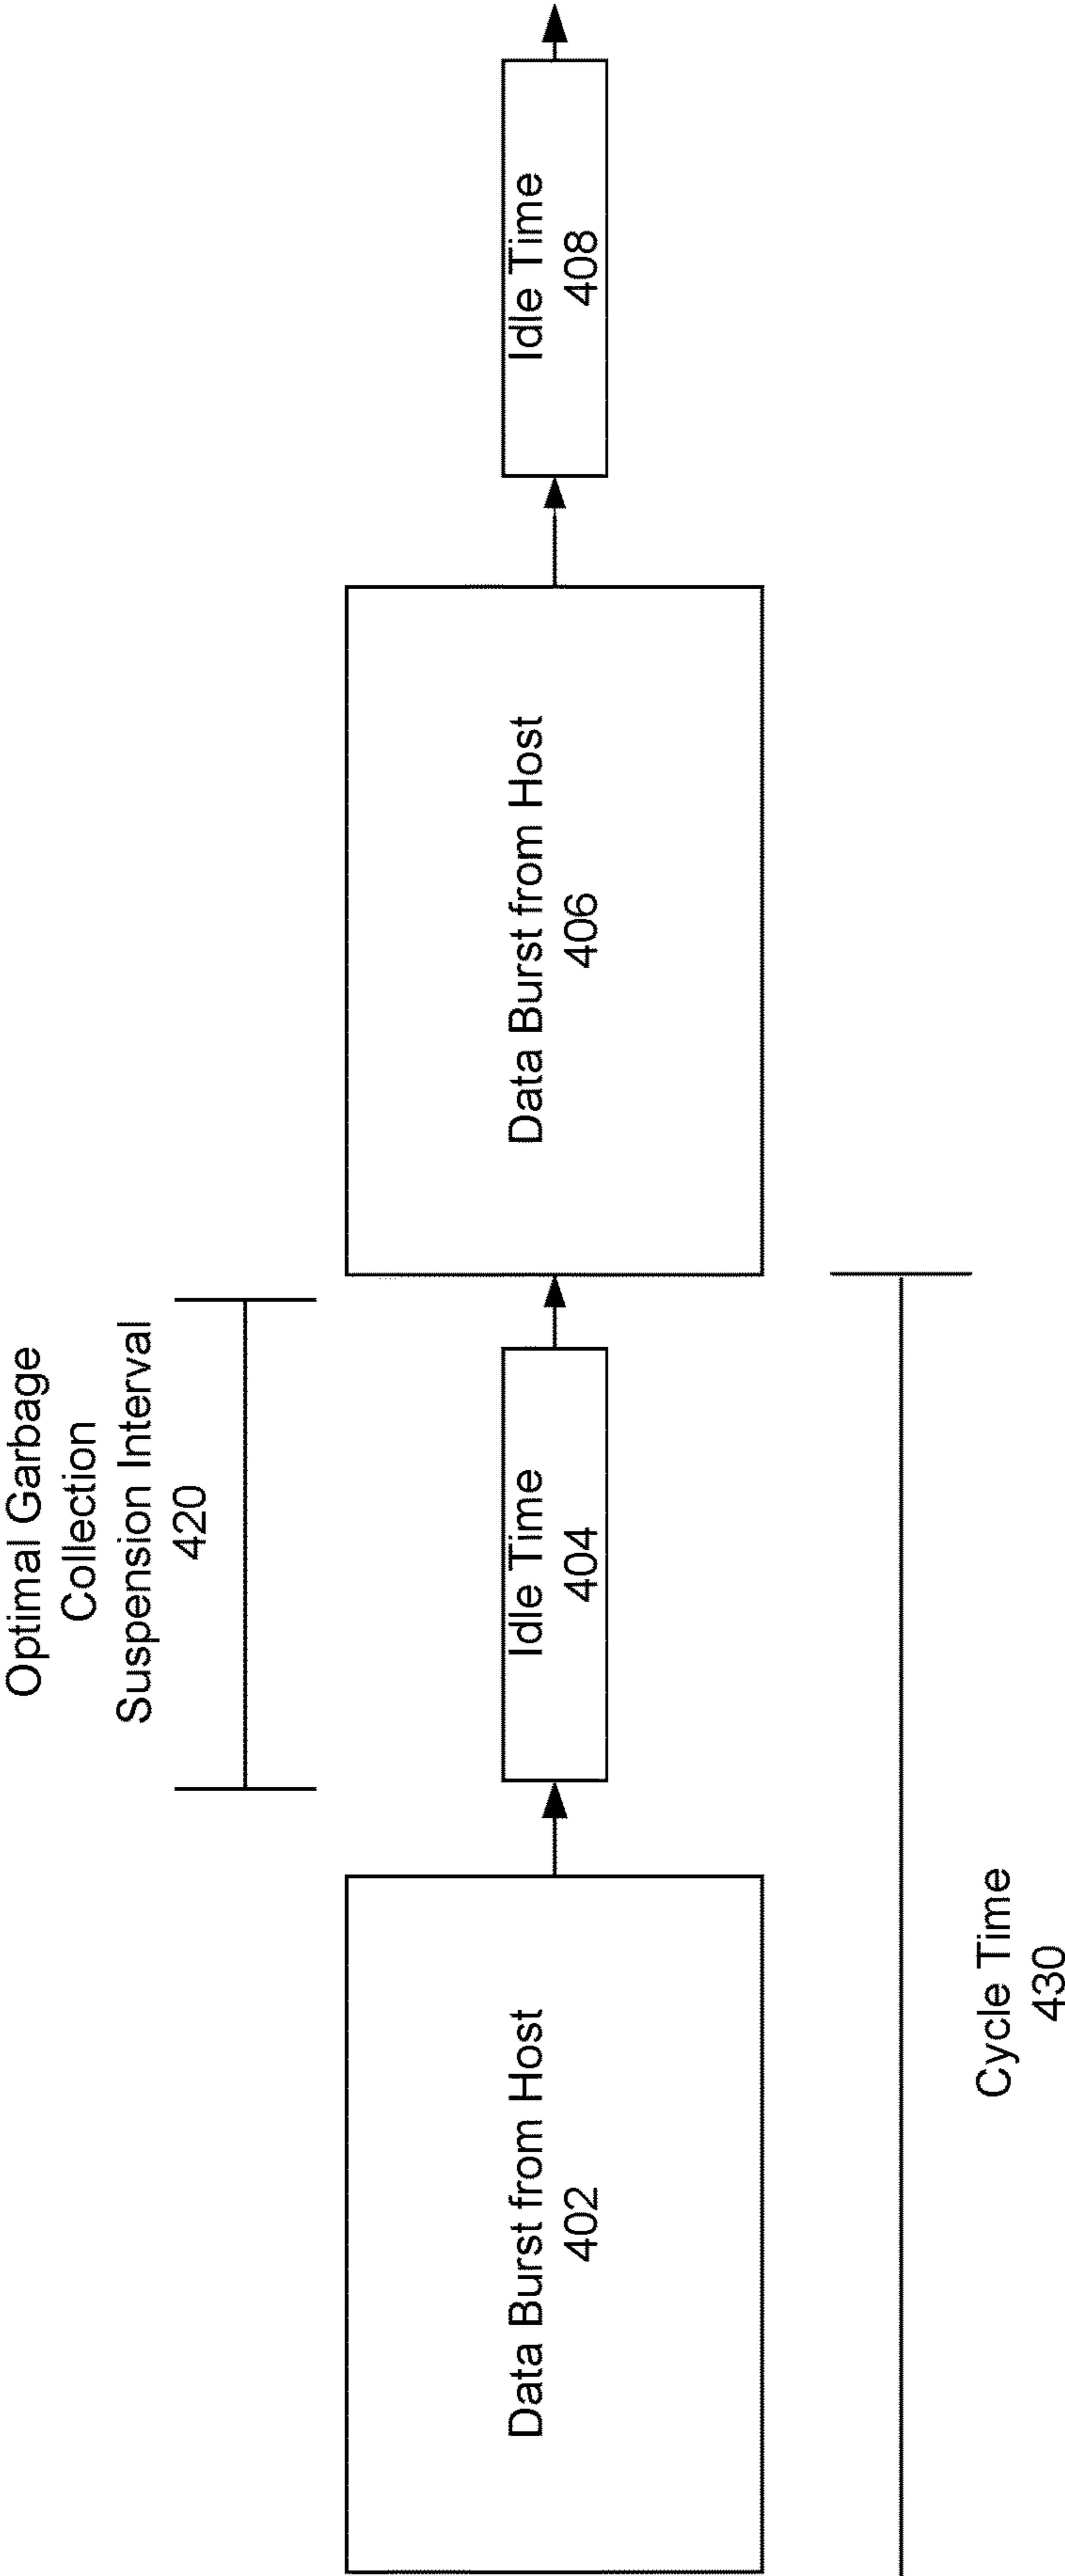 Optimal Garbage
Collection
Suspension Interval
420
Data Burst from Host
402
Idle Time
404
Data Burst from Host
406
Idle Time
408
Cycle Time
430